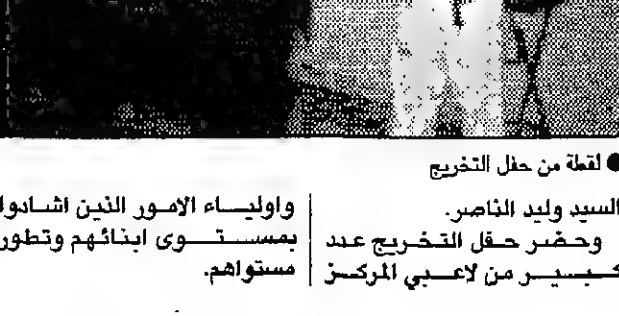 ● لقطة من حفل التخريج
السيد وليد الناصر.
وحضر حفل التخريج عدد
كبير من لاعبي المركز
واولياء الامور الذين اشادوا
بمستوى ابنائهم وتطور
مستواهم.